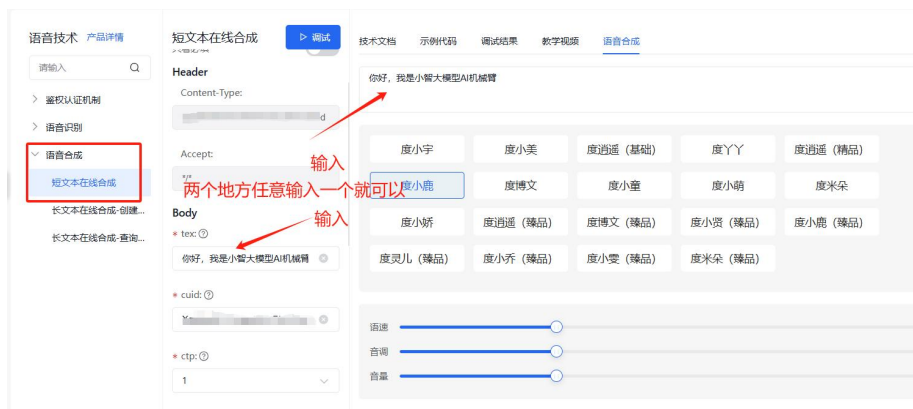 语音技术 产品详情
请输入
鉴权认证机制
语音识别
语音合成
短文本在线合成
长文本在线合成-创建...
长文本在线合成-查询...
短文本在线合成
调试
Header
Content-Type:
d
Accept:
*/*
Body
* tex:
你好，我是小智大模型AI机械臂
* cuid:
* ctp:
1
输入
两个地方任意输入一个就可以
输入
技术文档 示例代码 调试结果 教学视频 语音合成
你好，我是小智大模型AI机械臂
度小宇 度小美 度逍遥（基础） 度丫丫 度逍遥（精品）
度小鹿 度博文 度小童 度小萌 度米朵
度小娇 度逍遥（臻品） 度博文（臻品） 度小贤（臻品） 度小鹿（臻品）
度灵儿（臻品） 度小乔（臻品） 度小雯（臻品） 度米朵（臻品）
语速
音调
音量